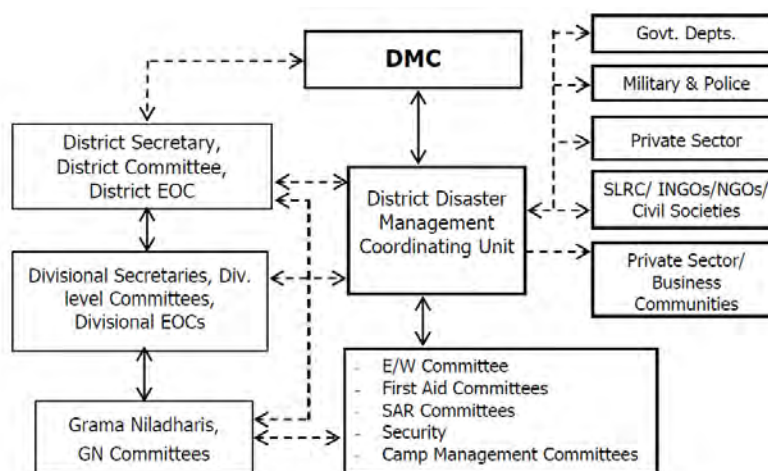 DMC
District Secretary,
District Committee,
District EOC
Divisional Secretaries, Div.
level Committees,
Divisional EOCs
Grama Niladharis,
GN Committees
District Disaster
Management
Coordinating Unit
- E/W Committee
- First Aid Committees
- SAR Committees
- Security
- Camp Management Committees
Govt. Depts.
Military & Police
Private Sector
SLRC/ INGOs/NGOs/
Civil Societies
Private Sector/
Business
Communities